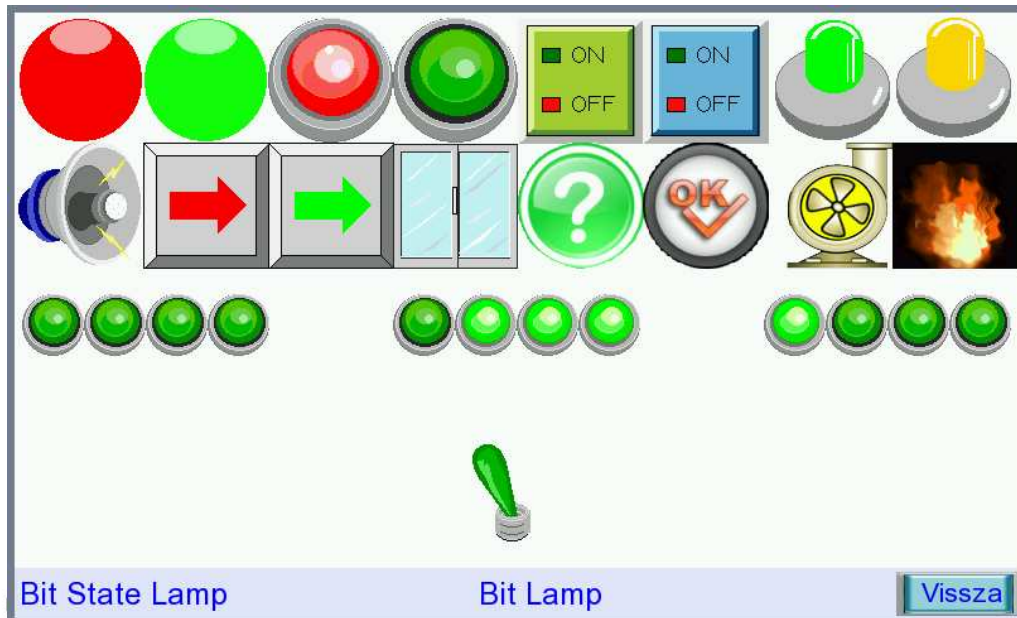 ON
OFF
ON
OFF
?
OK
Bit State Lamp
Bit Lamp
Vissza